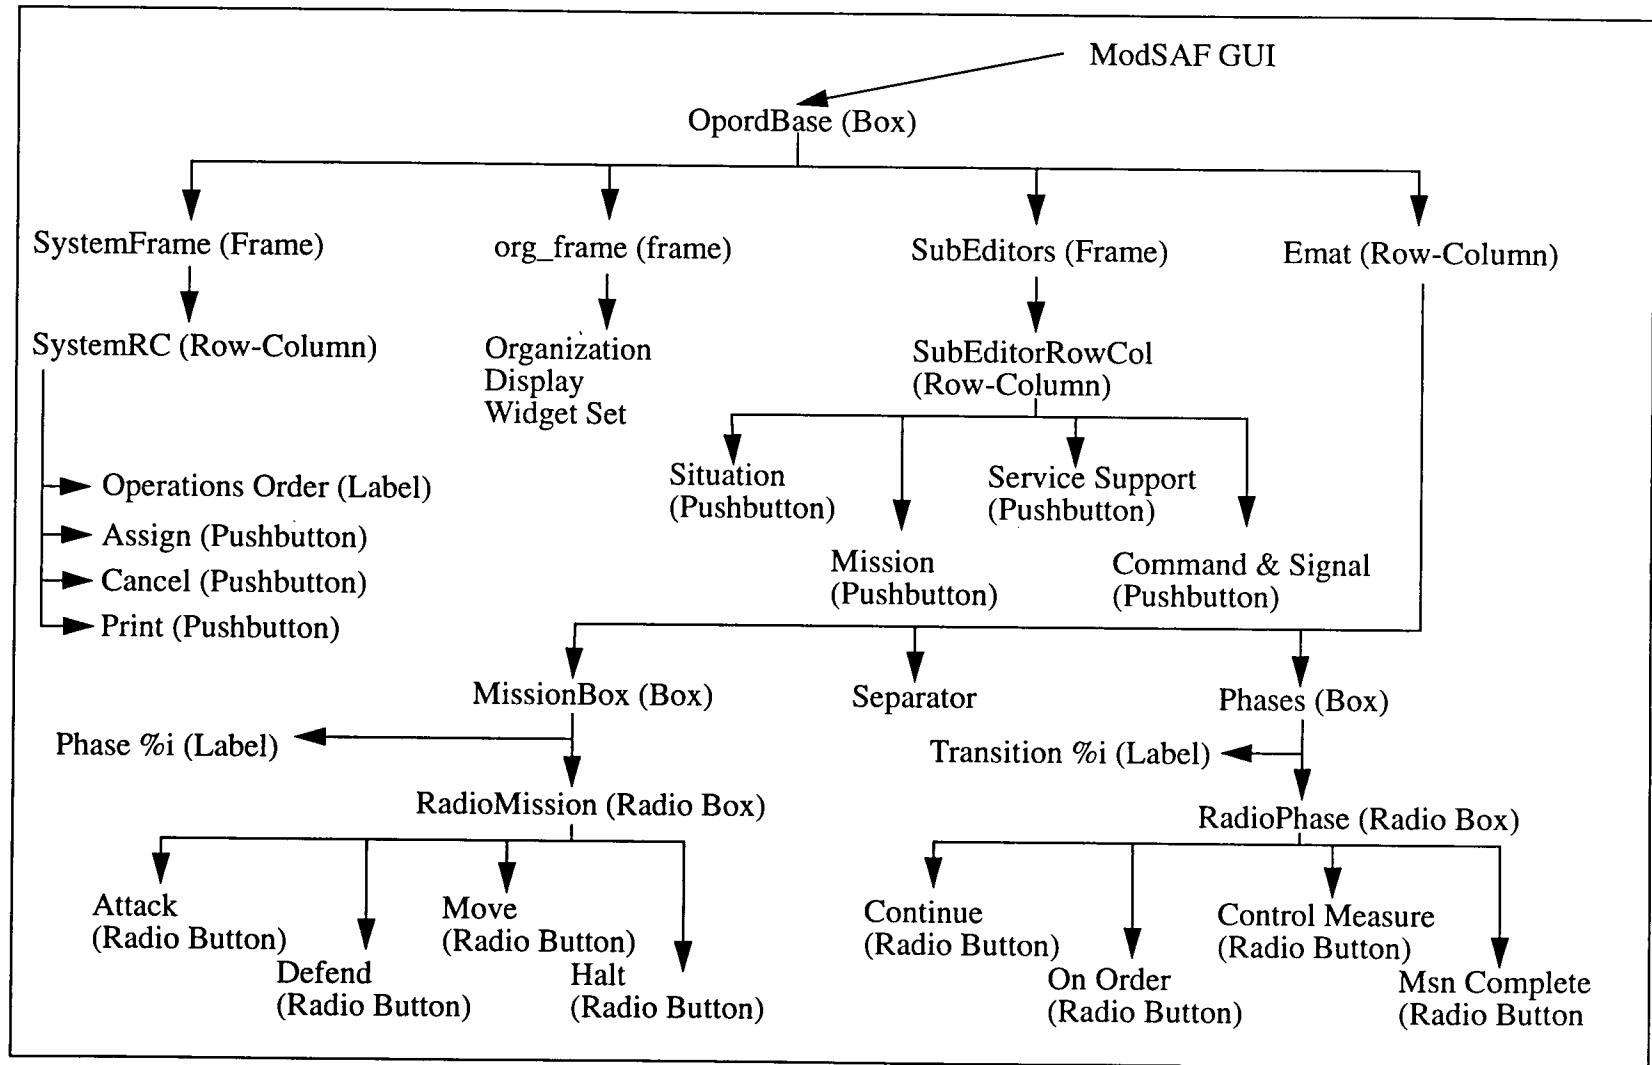 ModSAF GUI
OpordBase (Box)
SystemFrame (Frame)
org_frame (frame)
SubEditors (Frame)
Emat (Row-Column)
SystemRC (Row-Column)
Organization
Display
Widget Set
SubEditorRowCol
(Row-Column)
Operations Order (Label)
Assign (Pushbutton)
Cancel (Pushbutton)
Print (Pushbutton)
Situation
(Pushbutton)
Service Support
(Pushbutton)
Mission
(Pushbutton)
Command & Signal
(Pushbutton)
MissionBox (Box)
Separator
Phases (Box)
Phase %i (Label)
Transition %i (Label)
RadioMission (Radio Box)
RadioPhase (Radio Box)
Attack
(Radio Button)
Move
(Radio Button)
Defend
(Radio Button)
Halt
(Radio Button)
Continue
(Radio Button)
Control Measure
(Radio Button)
On Order
(Radio Button)
Msn Complete
(Radio Button